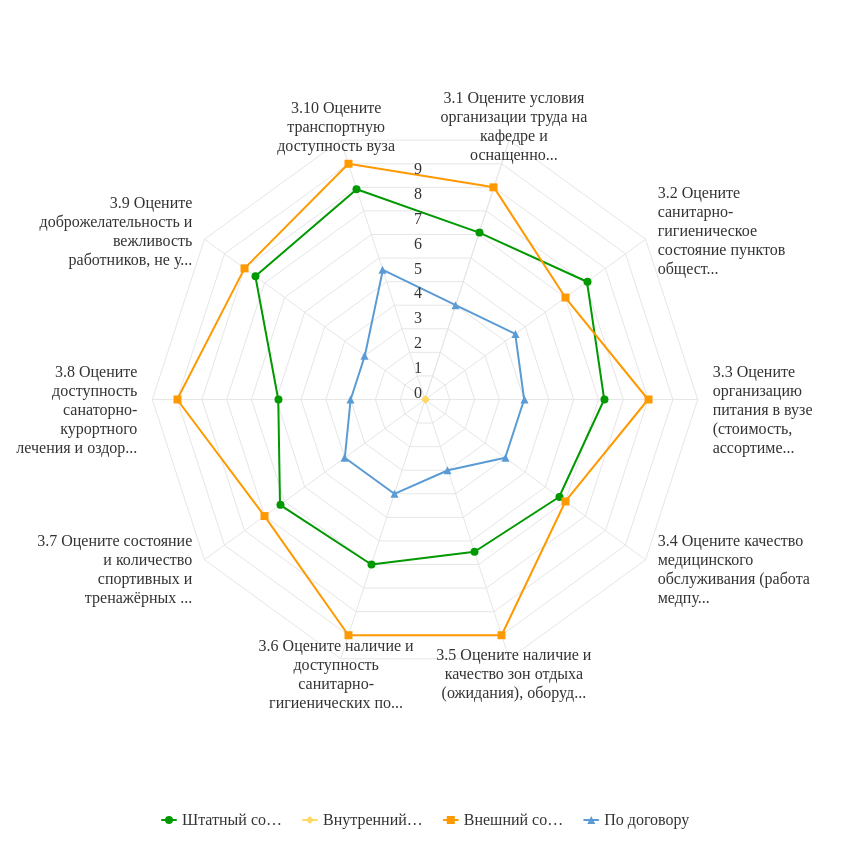 3.10 Оцените
транспортную
доступность вуза
3.1 Оцените условия
организации труда на
кафедре и
оснащенно...
3.2 Оцените
санитарно-
гигиеническое
состояние пунктов
общест...
3.3 Оцените
организацию
питания в вузе
(стоимость,
ассортиме...
3.4 Оцените качество
медицинского
обслуживания (работа
медпу...
3.5 Оцените наличие и
качество зон отдыха
(ожидания), оборуд...
3.6 Оцените наличие и
доступность
санитарно-
гигиенических по...
3.7 Оцените состояние
и количество
спортивных и
тренажёрных ...
3.8 Оцените
доступность
санаторно-
курортного
лечения и оздор...
3.9 Оцените
доброжелательность и
вежливость
работников, не у...
9
8
7
6
5
4
3
2
1
0
Штатный со… Внутренний… Внешний со… По договору